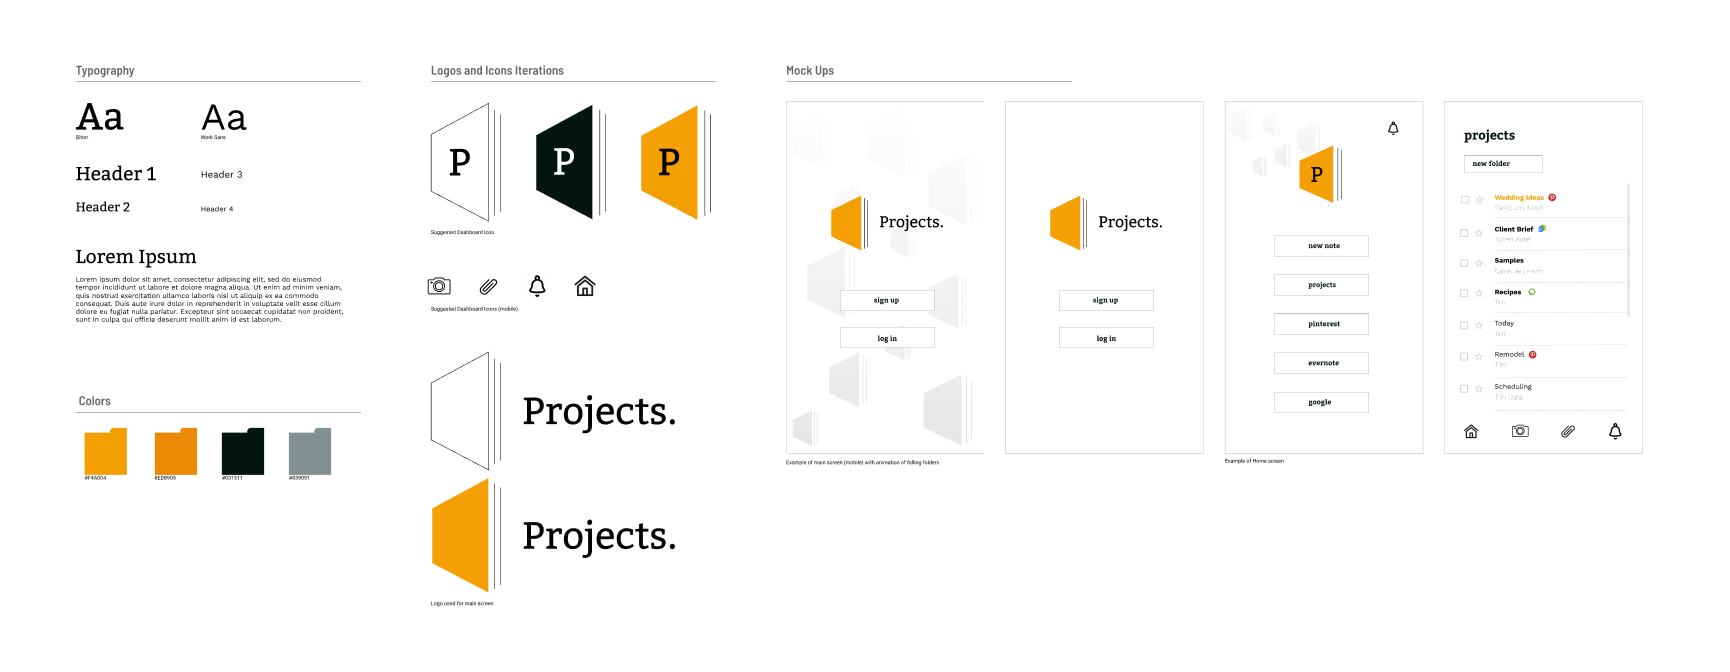 Typography
Aa
Aa
Bitter
Work Sans
Header 1
Header 3
Header 2
Header 4
Lorem Ipsum
Lorem ipsum dolor sit amet, consectetur adipiscing elit, sed do eiusmod
tempor incididunt ut labore et dolore magna aliqua. Ut enim ad minim veniam,
quis nostrud exercitation ullamco laboris nisi ut aliquip ex ea commodo
consequat. Duis aute irure dolor in reprehenderit in voluptate velit esse cillum
dolore eu fugiat nulla pariatur. Excepteur sint occaecat cupidatat non proident,
sunt in culpa qui officia deserunt mollit anim id est laborum.
Colors
#F4A004
#ED8905
#031511
#839091
Logos and Icons Iterations
P
P
P
Suggested Dashboard Icon.
Suggested Dashboard Icons (mobile).
Projects.
Projects.
Logo used for main screen.
Mock Ups
Projects.
sign up
log in
Example of main screen (mobile) with animation of falling folders
Projects.
sign up
log in
P
new note
projects
pinterest
evernote
google
Example of Home screen
projects
new folder
Wedding Ideas
Client Brief
Samples
Recipes
Tim
Today
Tim
Remodel
Tim
Scheduling
Tim, Sara